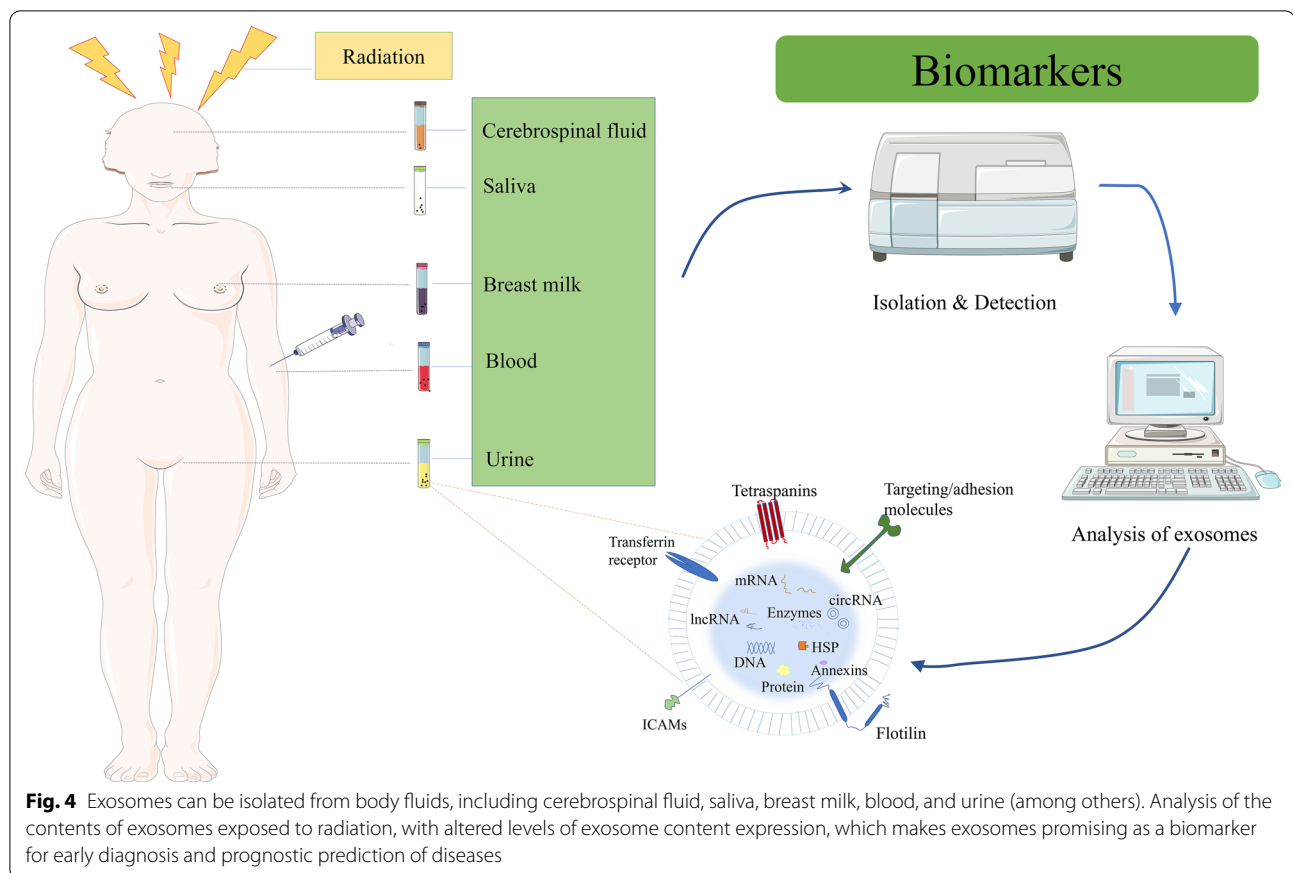 Radiation
Biomarkers
Cerebrospinal fluid
Saliva
Breast milk
Blood
Urine
Isolation & Detection
Analysis of exosomes
Tetraspanins
Targeting/adhesion
molecules
Transferrin
receptor
mRNA
circRNA
lncRNA
Enzymes
HSP
DNA
Annexins
Protein
ICAMs
Flotilin
Fig. 4 Exosomes can be isolated from body fluids, including cerebrospinal fluid, saliva, breast milk, blood, and urine (among others). Analysis of the
contents of exosomes exposed to radiation, with altered levels of exosome content expression, which makes exosomes promising as a biomarker
for early diagnosis and prognostic prediction of diseases